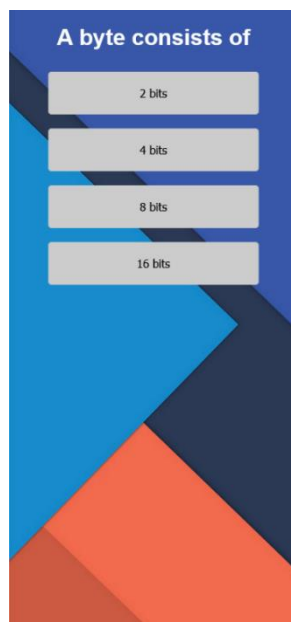 A byte consists of
2 bits
4 bits
8 bits
16 bits